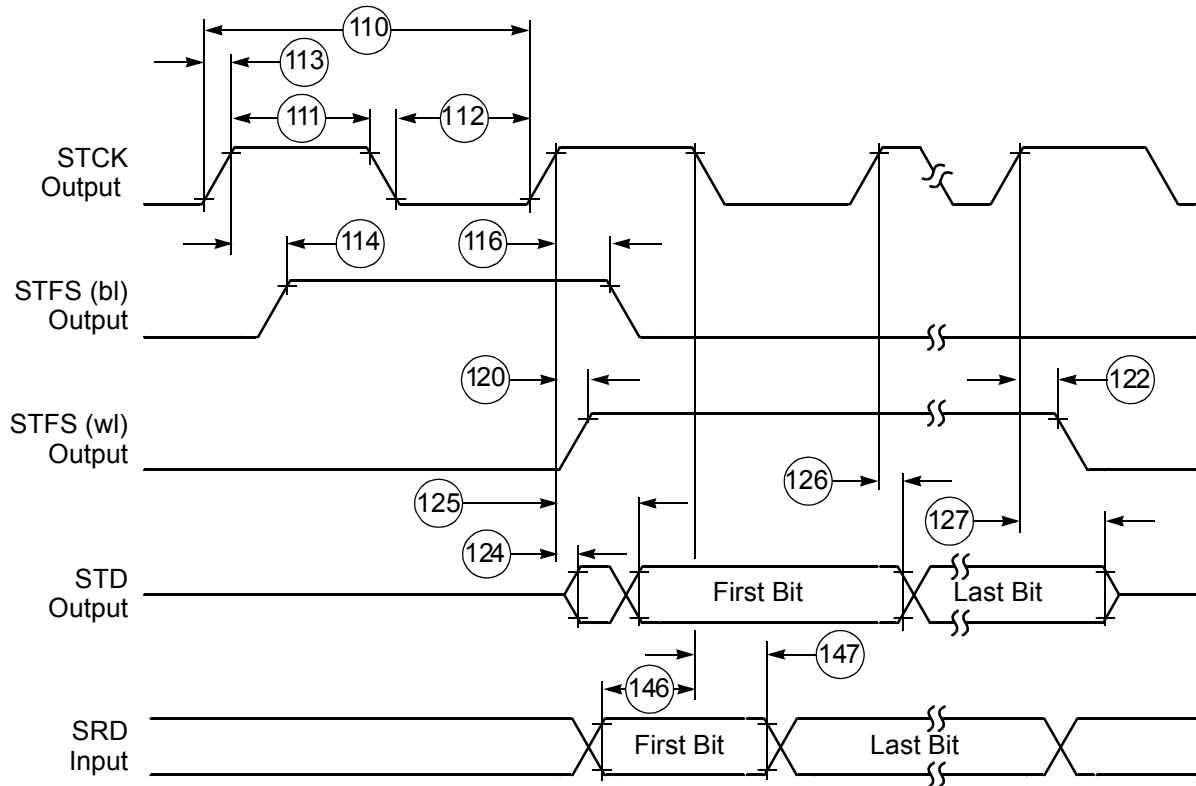 110
113
111
112
STCK
Output
114
116
STFS (bl)
Output
120
122
STFS (wl)
Output
126
125
127
124
STD
Output
First Bit
Last Bit
147
146
SRD
Input
First Bit
Last Bit